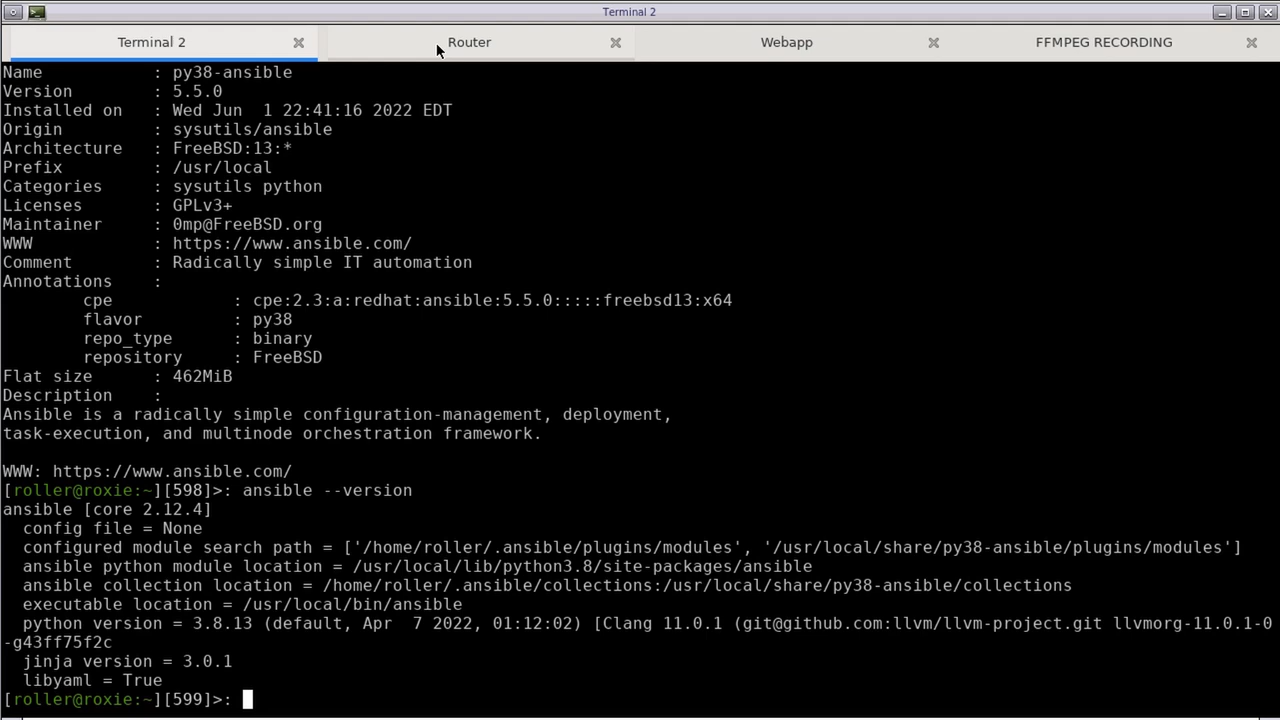 Terminal 2
Terminal 2 Router Webapp FFMPEG RECORDING
Name : py38-ansible
Version : 5.5.0
Installed on : Wed Jun  1 22:41:16 2022 EDT
Origin : sysutils/ansible
Architecture : FreeBSD:13:*
Prefix : /usr/local
Categories : sysutils python
Licenses : GPLv3+
Maintainer : 0mp@FreeBSD.org
WWW : https://www.ansible.com/
Comment : Radically simple IT automation
Annotations :
cpe : cpe:2.3:a:redhat:ansible:5.5.0:::::freebsd13:x64
flavor : py38
repo_type : binary
repository : FreeBSD
Flat size : 462MiB
Description :
Ansible is a radically simple configuration-management, deployment,
task-execution, and multinode orchestration framework.
WWW: https://www.ansible.com/
[roller@roxie:~][598]>: ansible --version
ansible [core 2.12.4]
config file = None
configured module search path = ['/home/roller/.ansible/plugins/modules', '/usr/local/share/py38-ansible/plugins/modules']
ansible python module location = /usr/local/lib/python3.8/site-packages/ansible
ansible collection location = /home/roller/.ansible/collections:/usr/local/share/py38-ansible/collections
executable location = /usr/local/bin/ansible
python version = 3.8.13 (default, Apr  7 2022, 01:12:02) [Clang 11.0.1 (git@github.com:llvm/llvm-project.git llvmorg-11.0.1-0
-g43ff75f2c
jinja version = 3.0.1
libyaml = True
[roller@roxie:~][599]>: